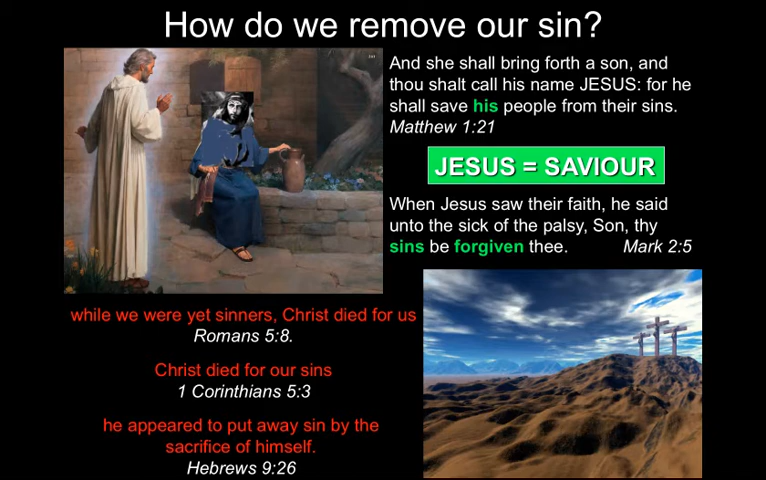 How do we remove our sin?
And she shall bring forth a son, and
thou shalt call his name JESUS: for he
shall save his people from their sins.
Matthew 1:21
JESUS = SAVIOUR
When Jesus saw their faith, he said
unto the sick of the palsy, Son, thy
sins be forgiven thee. Mark 2:5
while we were yet sinners, Christ died for us
Romans 5:8.
Christ died for our sins
1 Corinthians 5:3
he appeared to put away sin by the
sacrifice of himself.
Hebrews 9:26